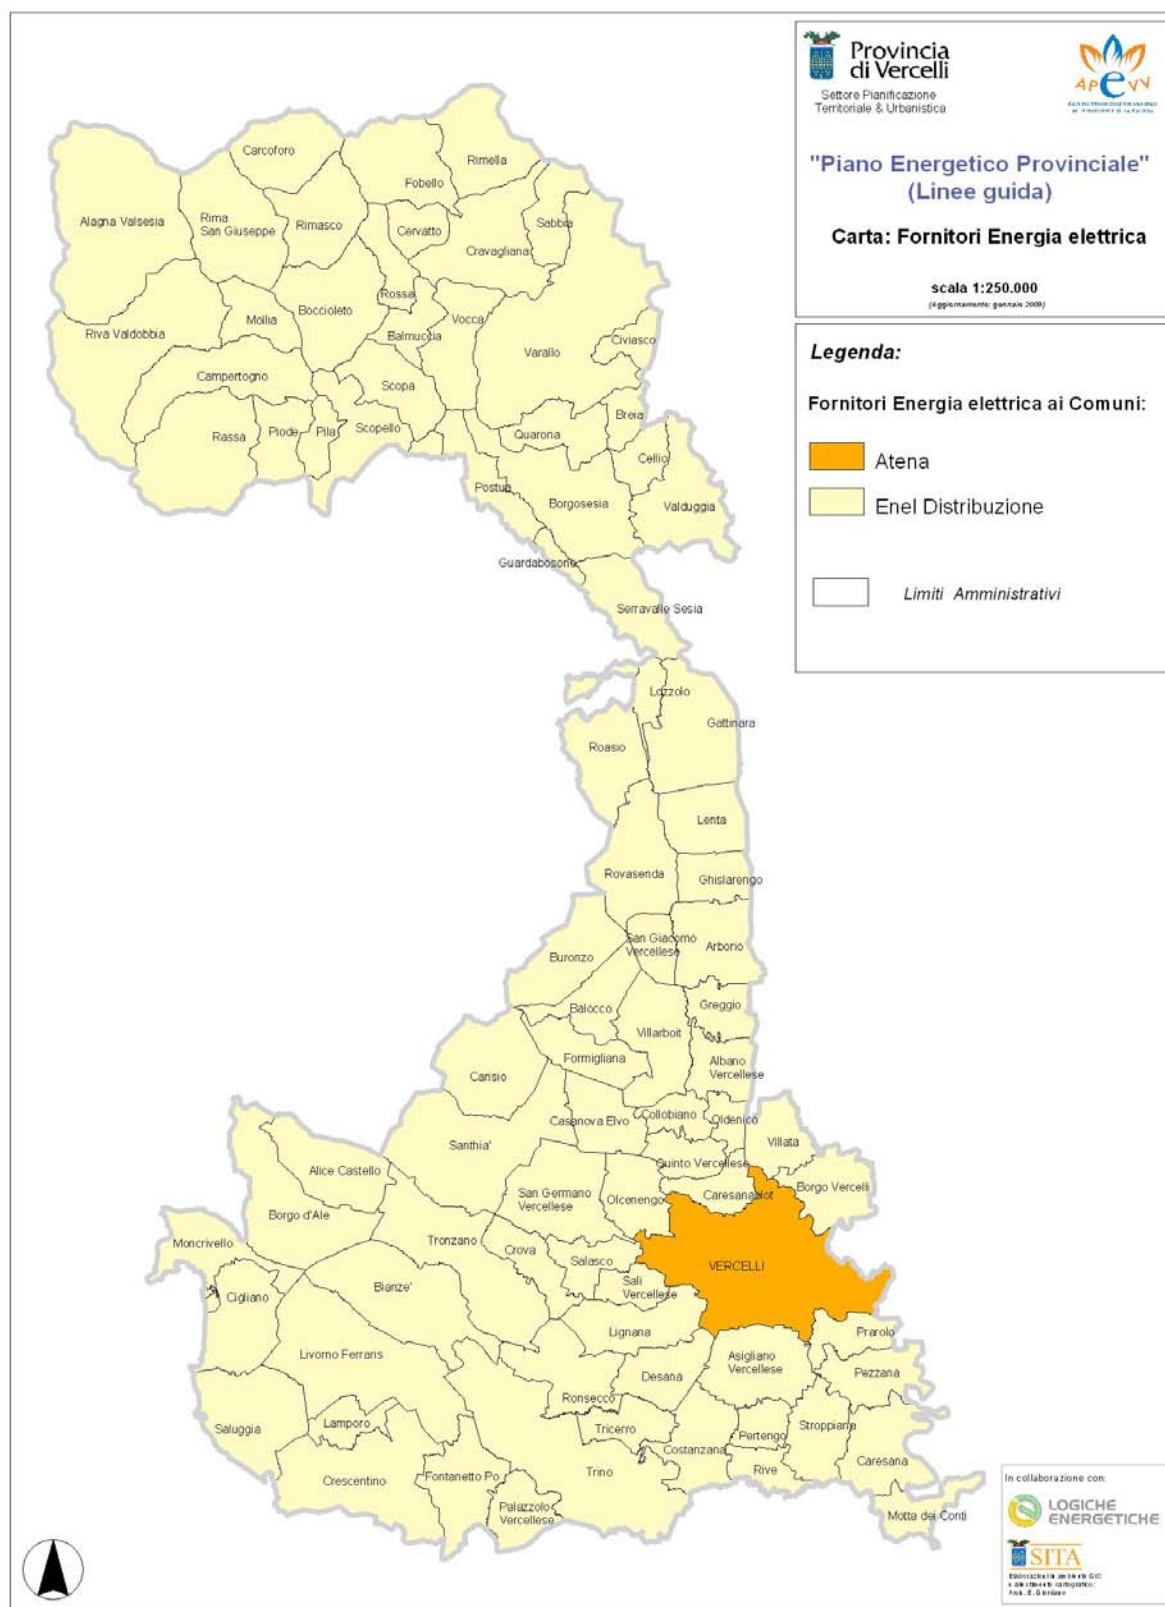 Provincia
di Vercelli
Settore Pianificazione
Territoriale & Urbanistica
APeVV
"Piano Energetico Provinciale"
(Linee guida)
Carta: Fornitori Energia elettrica
scala 1:250.000
(Aggiornamento: gennaio 2009)
Legenda:
Fornitori Energia elettrica ai Comuni:
Atena
Enel Distribuzione
Limiti Amministrativi
Carcoforo
Rimella
Fobello
Alagna Valsesia
Rima
San Giuseppe
Rimasco
Cervatto
Sabbia
Cravagliana
Rossa
Boccioleto
Mollia
Vocca
Riva Valdobbia
Balmuccia
Civiasco
Varallo
Campertogno
Scopa
Breia
Rassa
Piode
Pila
Scopello
Quarona
Cellio
Postua
Borgosesia
Valduggia
Guardabosone
Serravalle Sesia
Lozzolo
Gattinara
Roasio
Lenta
Rovasenda
Ghislarengo
San Giacomo
Vercellese
Arborio
Buronzo
Balocco
Greggio
Villarboit
Formigliana
Albano
Vercellese
Carisio
Casanova Elvo
Collobiano
Oldenico
Santhia'
Villata
Quinto Vercellese
Alice Castello
San Germano
Vercellese
Olcenengo
Caresanablot
Borgo Vercelli
Borgo d'Ale
Moncrivello
Tronzano
Crova
Salasco
VERCELLI
Bianze'
Sali
Vercellese
Cigliano
Lignana
Prarolo
Livorno Ferraris
Asigliano
Vercellese
Desana
Pezzana
Ronsecco
Saluggia
Lamporo
Tricerro
Stroppiana
Pertengo
Costanzana
Caresana
Rive
Trino
Crescentino
Fontanetto Po
Palazzolo
Vercellese
Motta dei Conti
In collaborazione con:
LOGICHE
ENERGETICHE
SITA